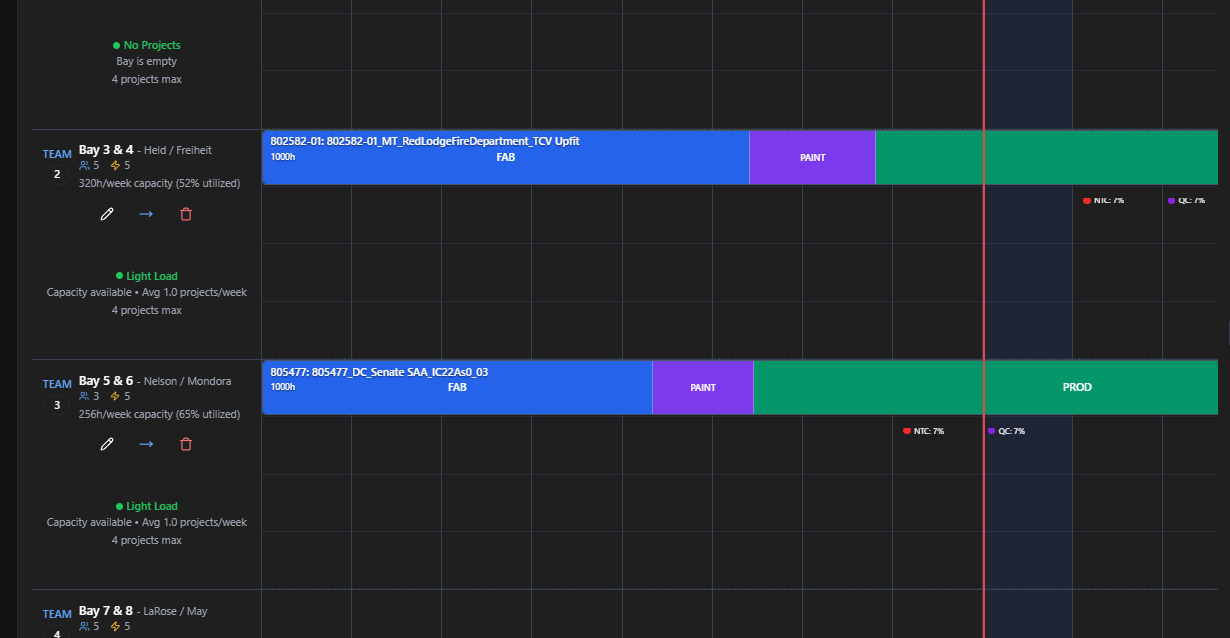 No Projects
Bay is empty
4 projects max
TEAM
2
Bay 3 & 4 - Held / Freiheit
5 5
320h/week capacity (52% utilized)
802582-01: 802582-01_MT_RedLodgeFireDepartment_TCV Upfit
1000h
FAB
PAINT
NTC: 7%
QC: 7%
Light Load
Capacity available • Avg 1.0 projects/week
4 projects max
TEAM
3
Bay 5 & 6 - Nelson / Mondora
3 5
256h/week capacity (65% utilized)
805477: 805477_DC_Senate SAA_IC22As0_03
1000h
FAB
PAINT
PROD
NTC: 7%
QC: 7%
Light Load
Capacity available • Avg 1.0 projects/week
4 projects max
TEAM
4
Bay 7 & 8 - LaRose / May
5 5